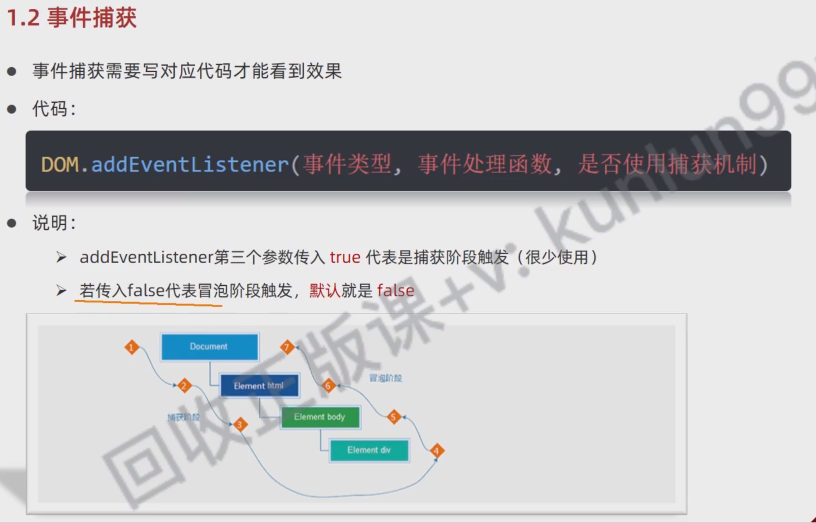 1.2 事件捕获
事件捕获需要写对应代码才能看到效果
代码：
DOM.addEventListener(事件类型, 事件处理函数, 是否使用捕获机制)
说明：
addEventListener第三个参数传入 true 代表是捕获阶段触发（很少使用）
若传入false代表冒泡阶段触发，默认就是 false
1
Document
7
2
Element html
6
冒泡阶段
捕获阶段
3
Element body
5
Element div
4
回收正版课+v: kunlun99